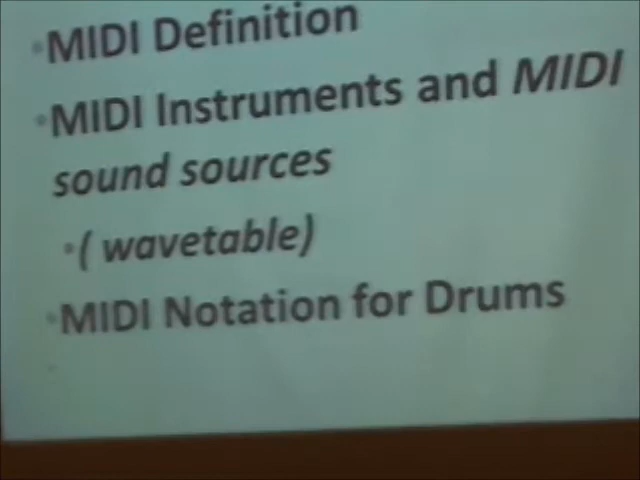 •MIDI Definition
•MIDI Instruments and MIDI
sound sources
•( wavetable)
•MIDI Notation for Drums